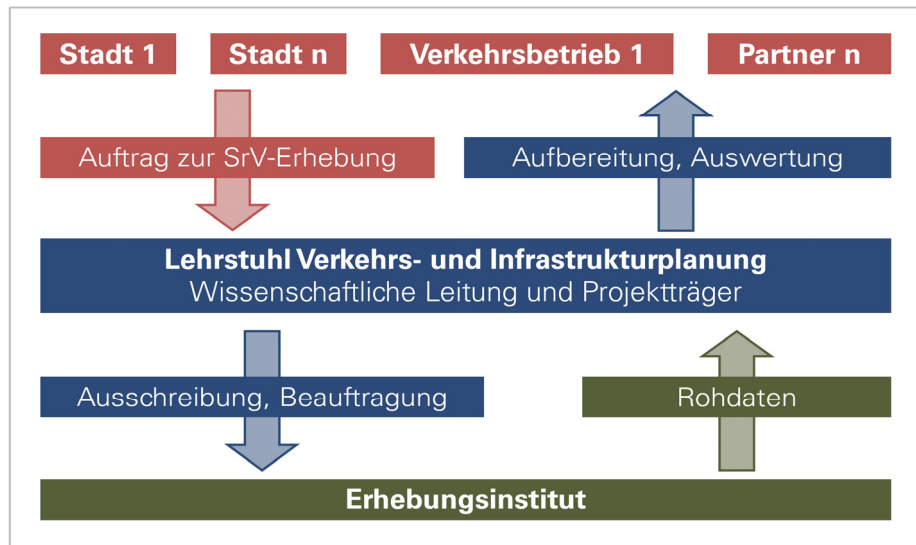 Stadt 1
Stadt n
Verkehrsbetrieb 1
Partner n
Auftrag zur SrV-Erhebung
Aufbereitung, Auswertung
Lehrstuhl Verkehrs- und Infrastrukturplanung
Wissenschaftliche Leitung und Projektträger
Ausschreibung, Beauftragung
Rohdaten
Erhebungsinstitut